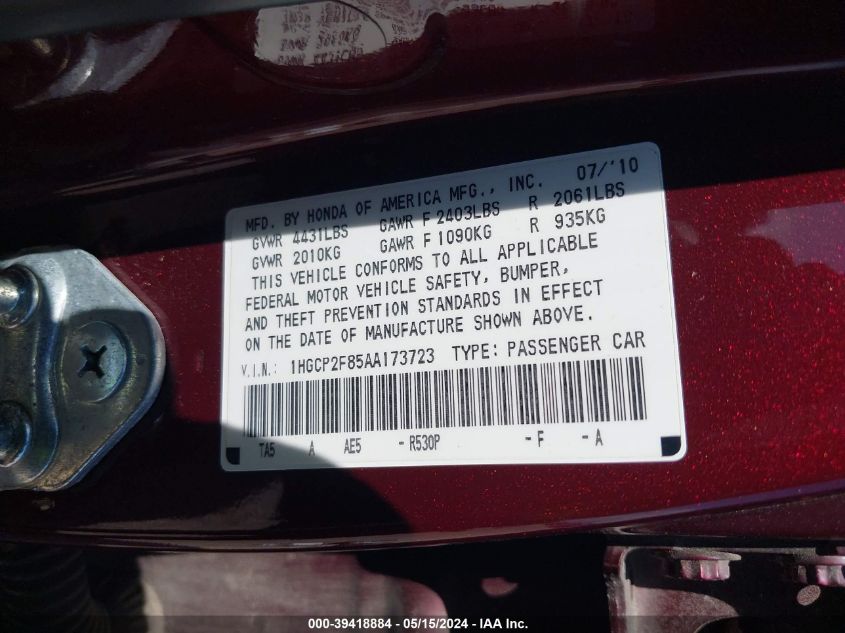 MFD. BY HONDA OF AMERICA MFG., INC. 07/'10
GVWR 4431LBS GAWR F 2403LBS R 2061LBS
GVWR 2010KG GAWR F 1090KG R 935KG
THIS VEHICLE CONFORMS TO ALL APPLICABLE
FEDERAL MOTOR VEHICLE SAFETY, BUMPER,
AND THEFT PREVENTION STANDARDS IN EFFECT
ON THE DATE OF MANUFACTURE SHOWN ABOVE.
V.I.N.: 1HGCP2F85AA173723 TYPE: PASSENGER CAR
TA5 A AE5 -R530P -F -A
000-39418884 - 05/15/2024 - IAA, Inc.